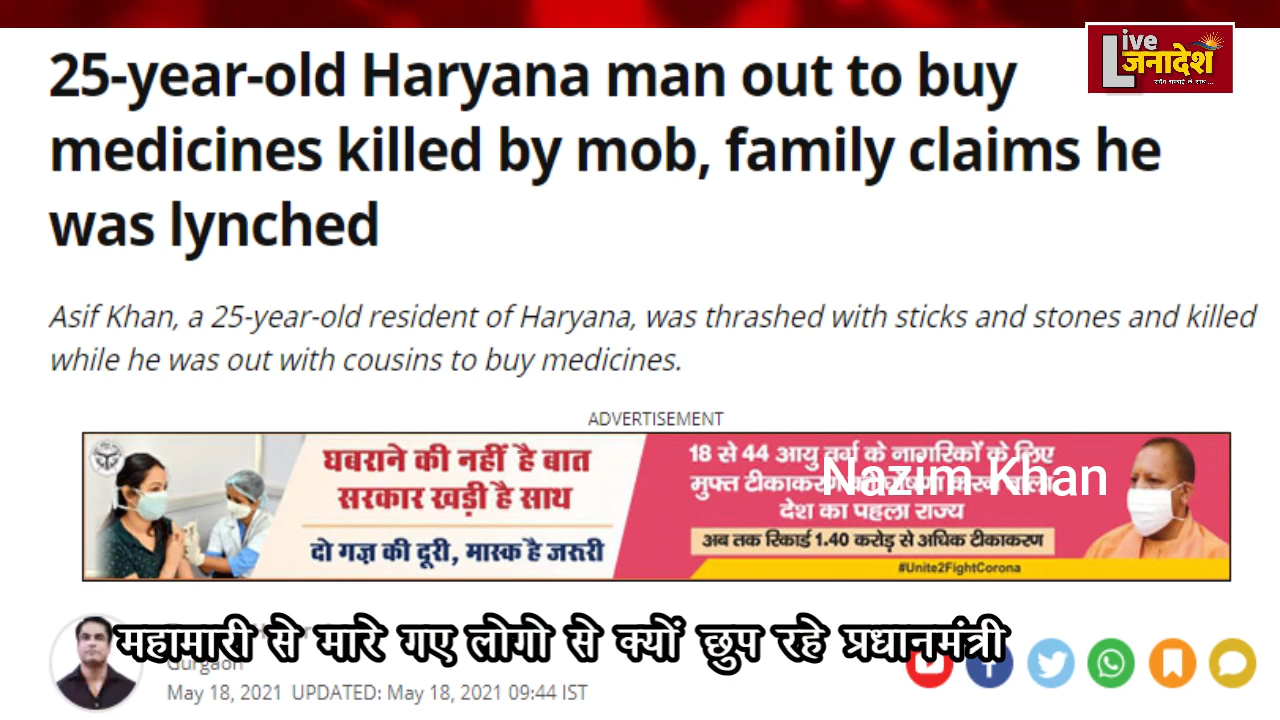 ive
L
जनादेश
25-year-old Haryana man out to buy
medicines killed by mob, family claims he
was lynched
Asif Khan, a 25-year-old resident of Haryana, was thrashed with sticks and stones and killed
while he was out with cousins to buy medicines.
ADVERTISEMENT
घबराने की नहीं है बात
सरकार खड़ी है साथ
दो गज़ की दूरी, मास्क है जरूरी
18 से 44 आयु वर्ग के नागरिकों के लिए
मुफ्त टीकाकरण
Nazim Khan
देश का पहला राज्य
अब तक रिकार्ड 1.40 करोड़ से अधिक टीकाकरण
#Unite2FightCorona
महामारी से मारे गए लोगो से क्यों छुप रहे प्रधानमंत्री
Gurgaon
May 18, 2021 UPDATED: May 18, 2021 09:44 IST